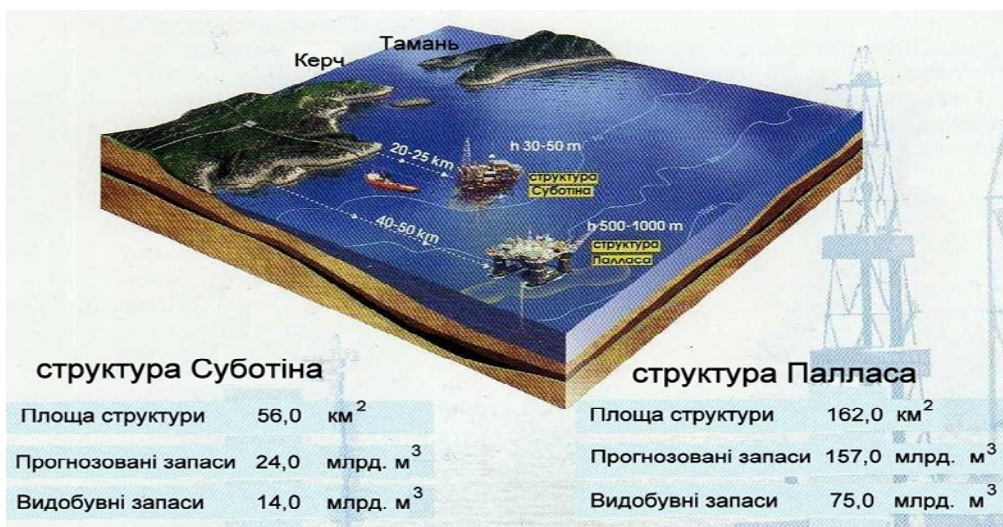 Керч
Тамань
20-25 km
h 30-50 m
структура
Суботіна
40-50 km
h 500-1000 m
структура
Палласа
структура Суботіна
Площа структури 56,0 км²
Прогнозовані запаси 24,0 млрд. м³
Видобувні запаси 14,0 млрд. м³
структура Палласа
Площа структури 162,0 км²
Прогнозовані запаси 157,0 млрд. м³
Видобувні запаси 75,0 млрд. м³